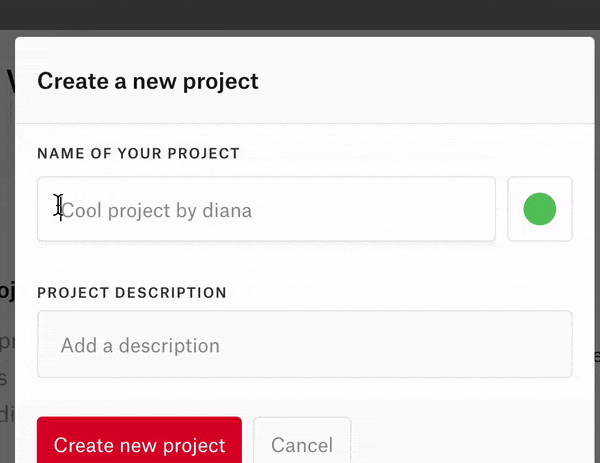 Create a new project
NAME OF YOUR PROJECT
Cool project by diana
PROJECT DESCRIPTION
Add a description
Create new project
Cancel